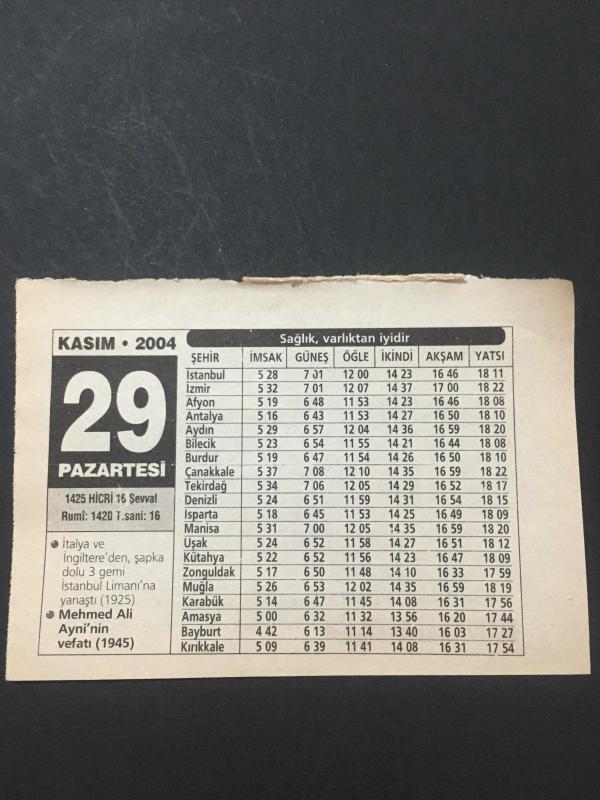 KASIM • 2004
29
PAZARTESİ
1425 HİCRİ 16 Şevval
Rumî: 1420 T.sani: 16
İtalya ve
İngiltere'den, şapka
dolu 3 gemi
İstanbul Limanı'na
yanaştı (1925)
Mehmed Ali
Ayni'nin
vefatı (1945)
Sağlık, varlıktan iyidir
ŞEHİR İMSAK GÜNEŞ ÖĞLE İKİNDİ AKŞAM YATSI
İstanbul 5 28 7 01 12 00 14 23 16 46 18 11
İzmir 5 32 7 01 12 07 14 37 17 00 18 22
Afyon 5 19 6 48 11 53 14 23 16 46 18 08
Antalya 5 16 6 43 11 53 14 27 16 50 18 10
Aydın 5 29 6 57 12 04 14 36 16 59 18 20
Bilecik 5 23 6 54 11 55 14 21 16 44 18 08
Burdur 5 19 6 47 11 54 14 26 16 50 18 10
Çanakkale 5 37 7 08 12 10 14 35 16 59 18 22
Tekirdağ 5 34 7 06 12 05 14 29 16 52 18 17
Denizli 5 24 6 51 11 59 14 31 16 54 18 15
Isparta 5 18 6 45 11 53 14 25 16 49 18 09
Manisa 5 31 7 00 12 05 14 35 16 59 18 20
Uşak 5 24 6 52 11 58 14 27 16 51 18 12
Kütahya 5 22 6 52 11 56 14 23 16 47 18 09
Zonguldak 5 17 6 50 11 48 14 10 16 33 17 59
Muğla 5 26 6 53 12 02 14 35 16 59 18 19
Karabük 5 14 6 47 11 45 14 08 16 31 17 56
Amasya 5 00 6 32 11 32 13 56 16 20 17 44
Bayburt 4 42 6 13 11 14 13 40 16 03 17 27
Kırıkkale 5 09 6 39 11 41 14 08 16 31 17 54